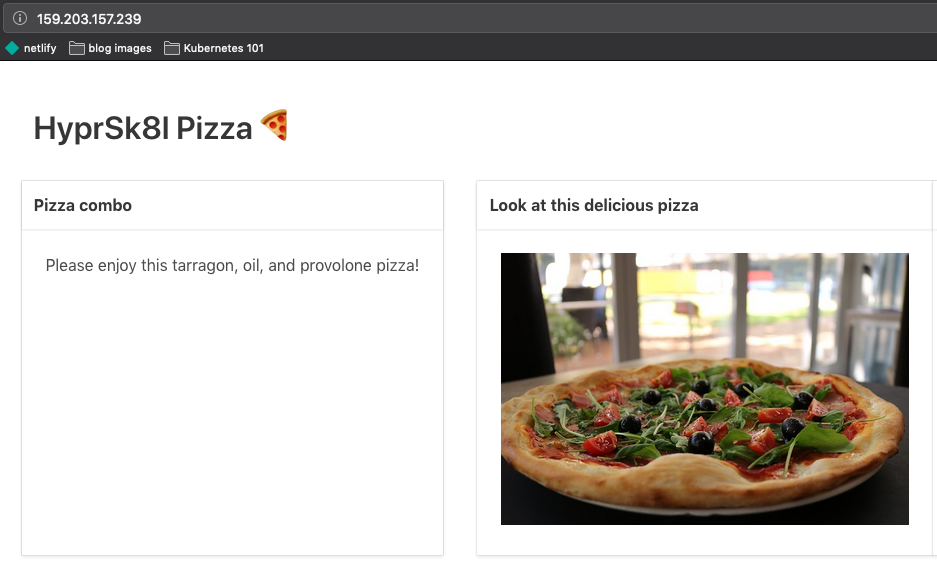 159.203.157.239
netlify
blog images
Kubernetes 101
HyprSk8l Pizza 🍕
Pizza combo
Look at this delicious pizza
Please enjoy this tarragon, oil, and provolone pizza!